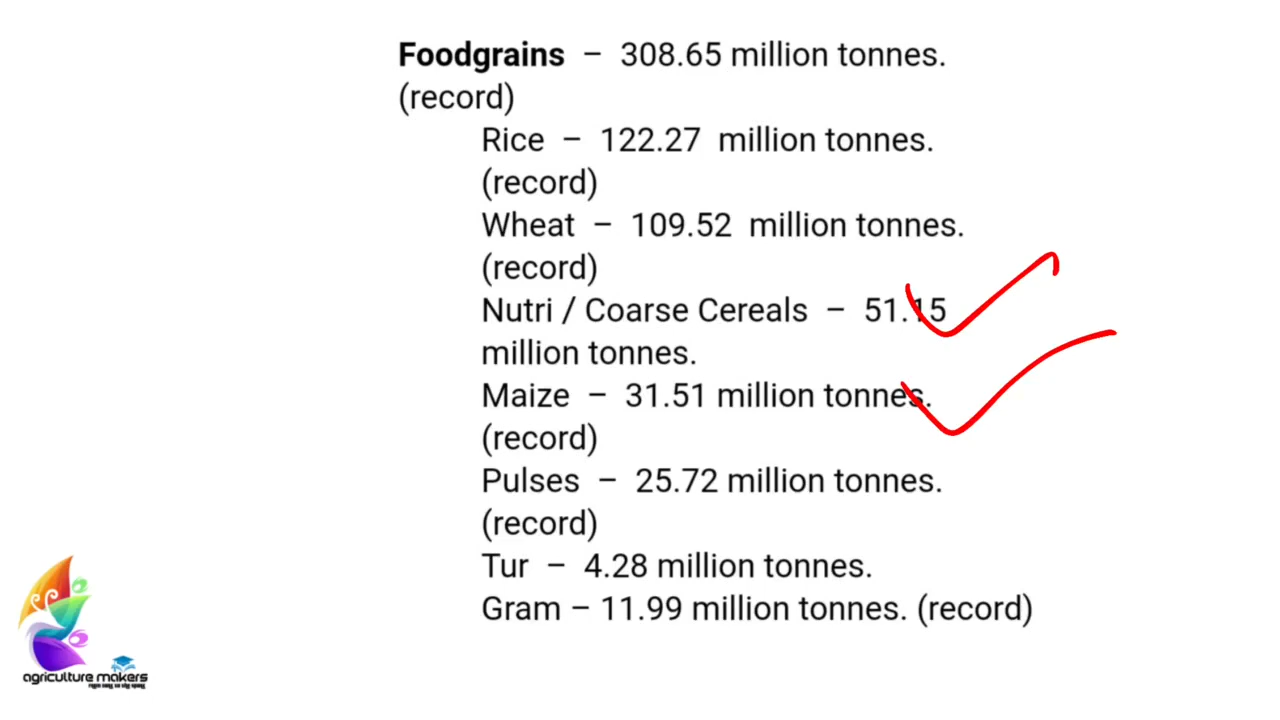 Foodgrains – 308.65 million tonnes.
(record)
Rice – 122.27 million tonnes.
(record)
Wheat – 109.52 million tonnes.
(record)
Nutri / Coarse Cereals – 51.15
million tonnes.
Maize – 31.51 million tonnes.
(record)
Pulses – 25.72 million tonnes.
(record)
Tur – 4.28 million tonnes.
Gram – 11.99 million tonnes. (record)
agriculture makers